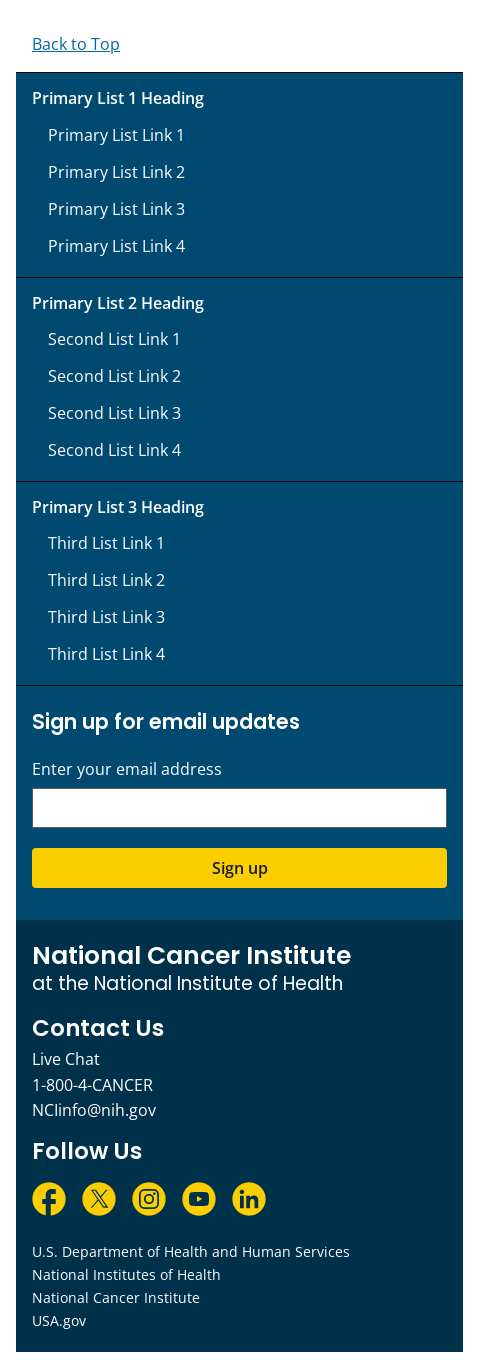 Back to Top
Primary List 1 Heading
Primary List Link 1
Primary List Link 2
Primary List Link 3
Primary List Link 4
Primary List 2 Heading
Second List Link 1
Second List Link 2
Second List Link 3
Second List Link 4
Primary List 3 Heading
Third List Link 1
Third List Link 2
Third List Link 3
Third List Link 4
Sign up for email updates
Enter your email address
Sign up
National Cancer Institute
at the National Institute of Health
Contact Us
Live Chat
1-800-4-CANCER
NCIinfo@nih.gov
Follow Us
U.S. Department of Health and Human Services
National Institutes of Health
National Cancer Institute
USA.gov